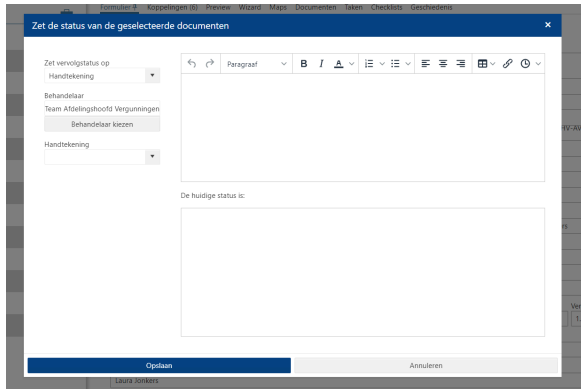 Formulier 4 Koppelingen (6) Preview Wizard Maps Documenten Taken Checklists Geschiedenis
Zet de status van de geselecteerde documenten
Zet vervolgstatus op
Handtekening
Paragraaf
B I A
Behandelaar
Team Afdelingshoofd Vergunningen
Behandelaar kiezen
Handtekening
De huidige status is:
Opslaan
Annuleren
Laura Jonkers